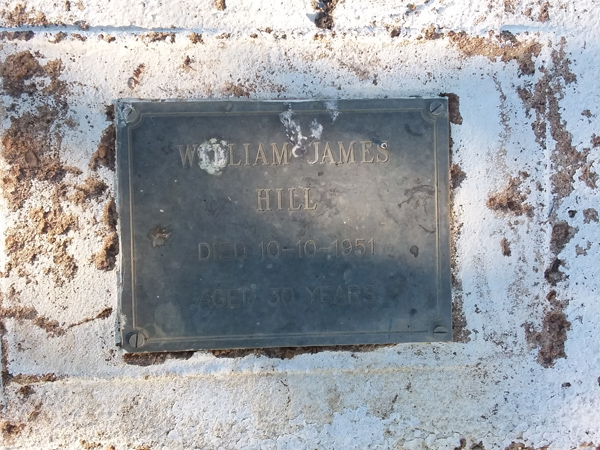 WILLIAM JAMES
HILL
DIED 10-10-1951
AGED 30 YEARS